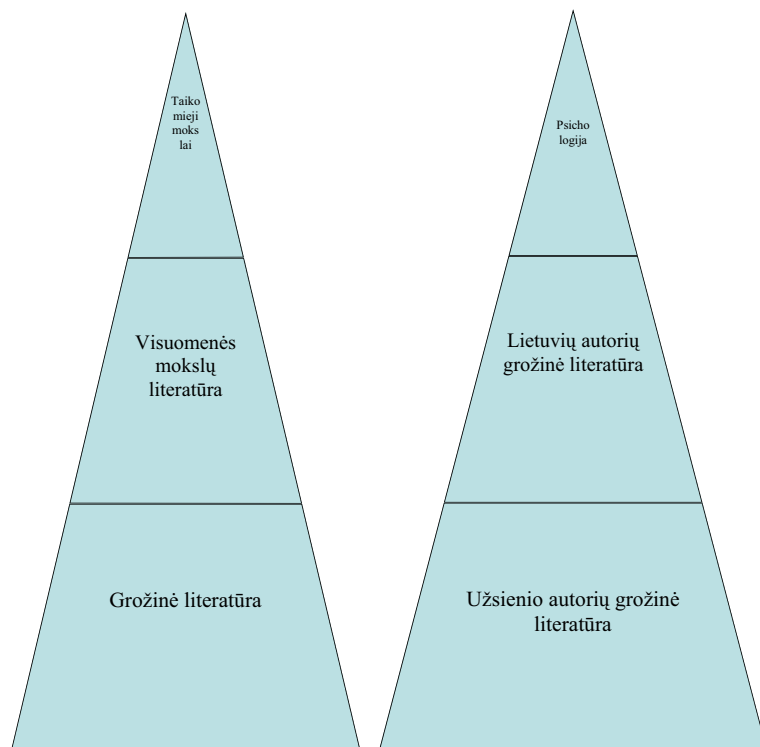 Taiko
mieji
moks
lai
Visuomenės
mokslų
literatūra
Grožinė literatūra
Psicho
logija
Lietuvių autorių
grožinė literatūra
Užsienio autorių grožinė
literatūra